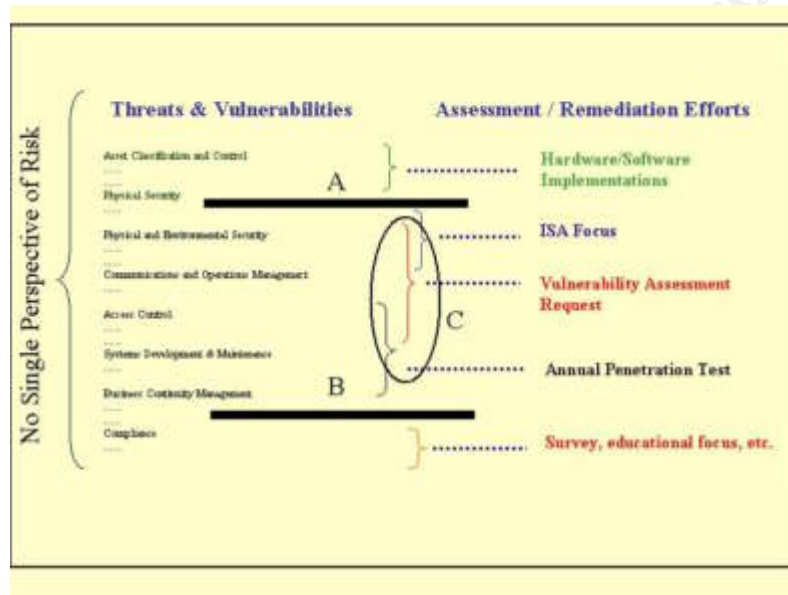 No Single Perspective of Risk
Threats & Vulnerabilities
Asset Classification and Control
Physical Security
Physical and Environmental Security
Communications and Operations Management
Access Control
Systems Development & Maintenance
Business Continuity Management
Compliance
A
B
C
Assessment / Remediation Efforts
Hardware/Software
Implementations
ISA Focus
Vulnerability Assessment
Request
Annual Penetration Test
Survey, educational focus, etc.